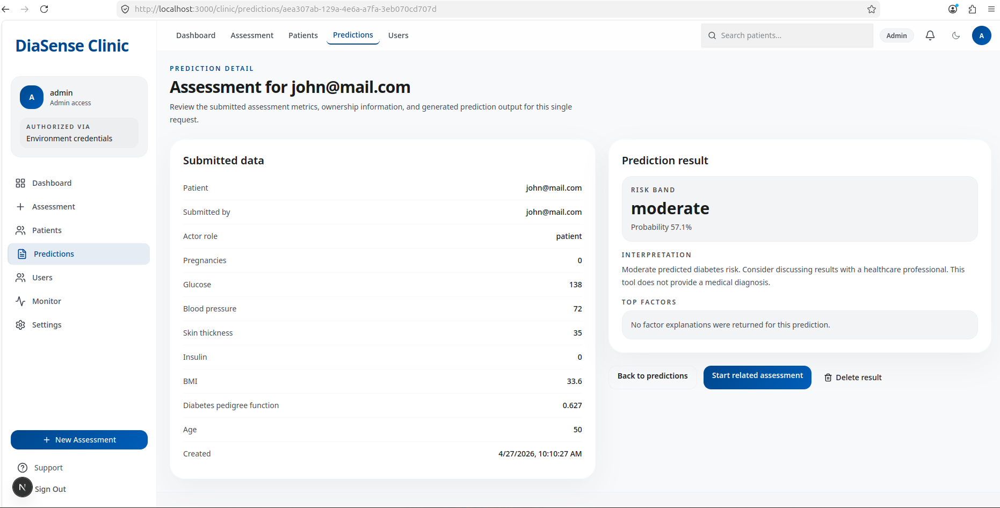 http://localhost:3000/clinic/predictions/aea307ab-129a-4e6a-a7fa-3eb070cd707d
DiaSense Clinic
Dashboard
Assessment
Patients
Predictions
Users
Search patients...
Admin
A
A
admin
Admin access
AUTHORIZED VIA
Environment credentials
Dashboard
Assessment
Patients
Predictions
Users
Monitor
Settings
New Assessment
Support
N
Sign Out
PREDICTION DETAIL
Assessment for john@mail.com
Review the submitted assessment metrics, ownership information, and generated prediction output for this single
request.
Submitted data
Patient john@mail.com
Submitted by john@mail.com
Actor role patient
Pregnancies 0
Glucose 138
Blood pressure 72
Skin thickness 35
Insulin 0
BMI 33.6
Diabetes pedigree function 0.627
Age 50
Created 4/27/2026, 10:10:27 AM
Prediction result
RISK BAND
moderate
Probability 57.1%
INTERPRETATION
Moderate predicted diabetes risk. Consider discussing results with a healthcare professional. This
tool does not provide a medical diagnosis.
TOP FACTORS
No factor explanations were returned for this prediction.
Back to predictions
Start related assessment
Delete result